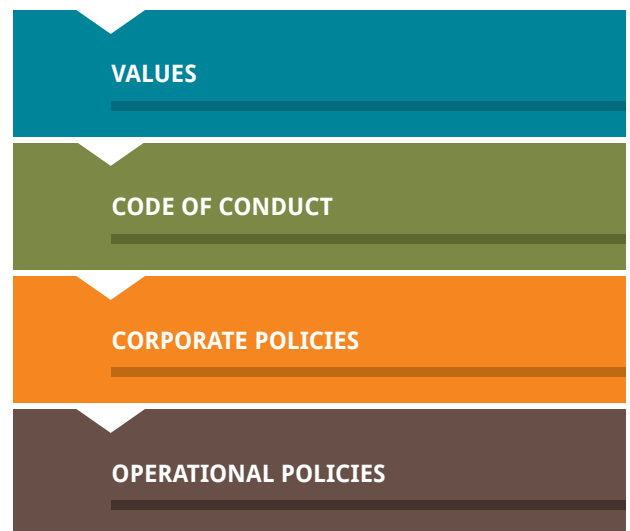 VALUES
CODE OF CONDUCT
CORPORATE POLICIES
OPERATIONAL POLICIES